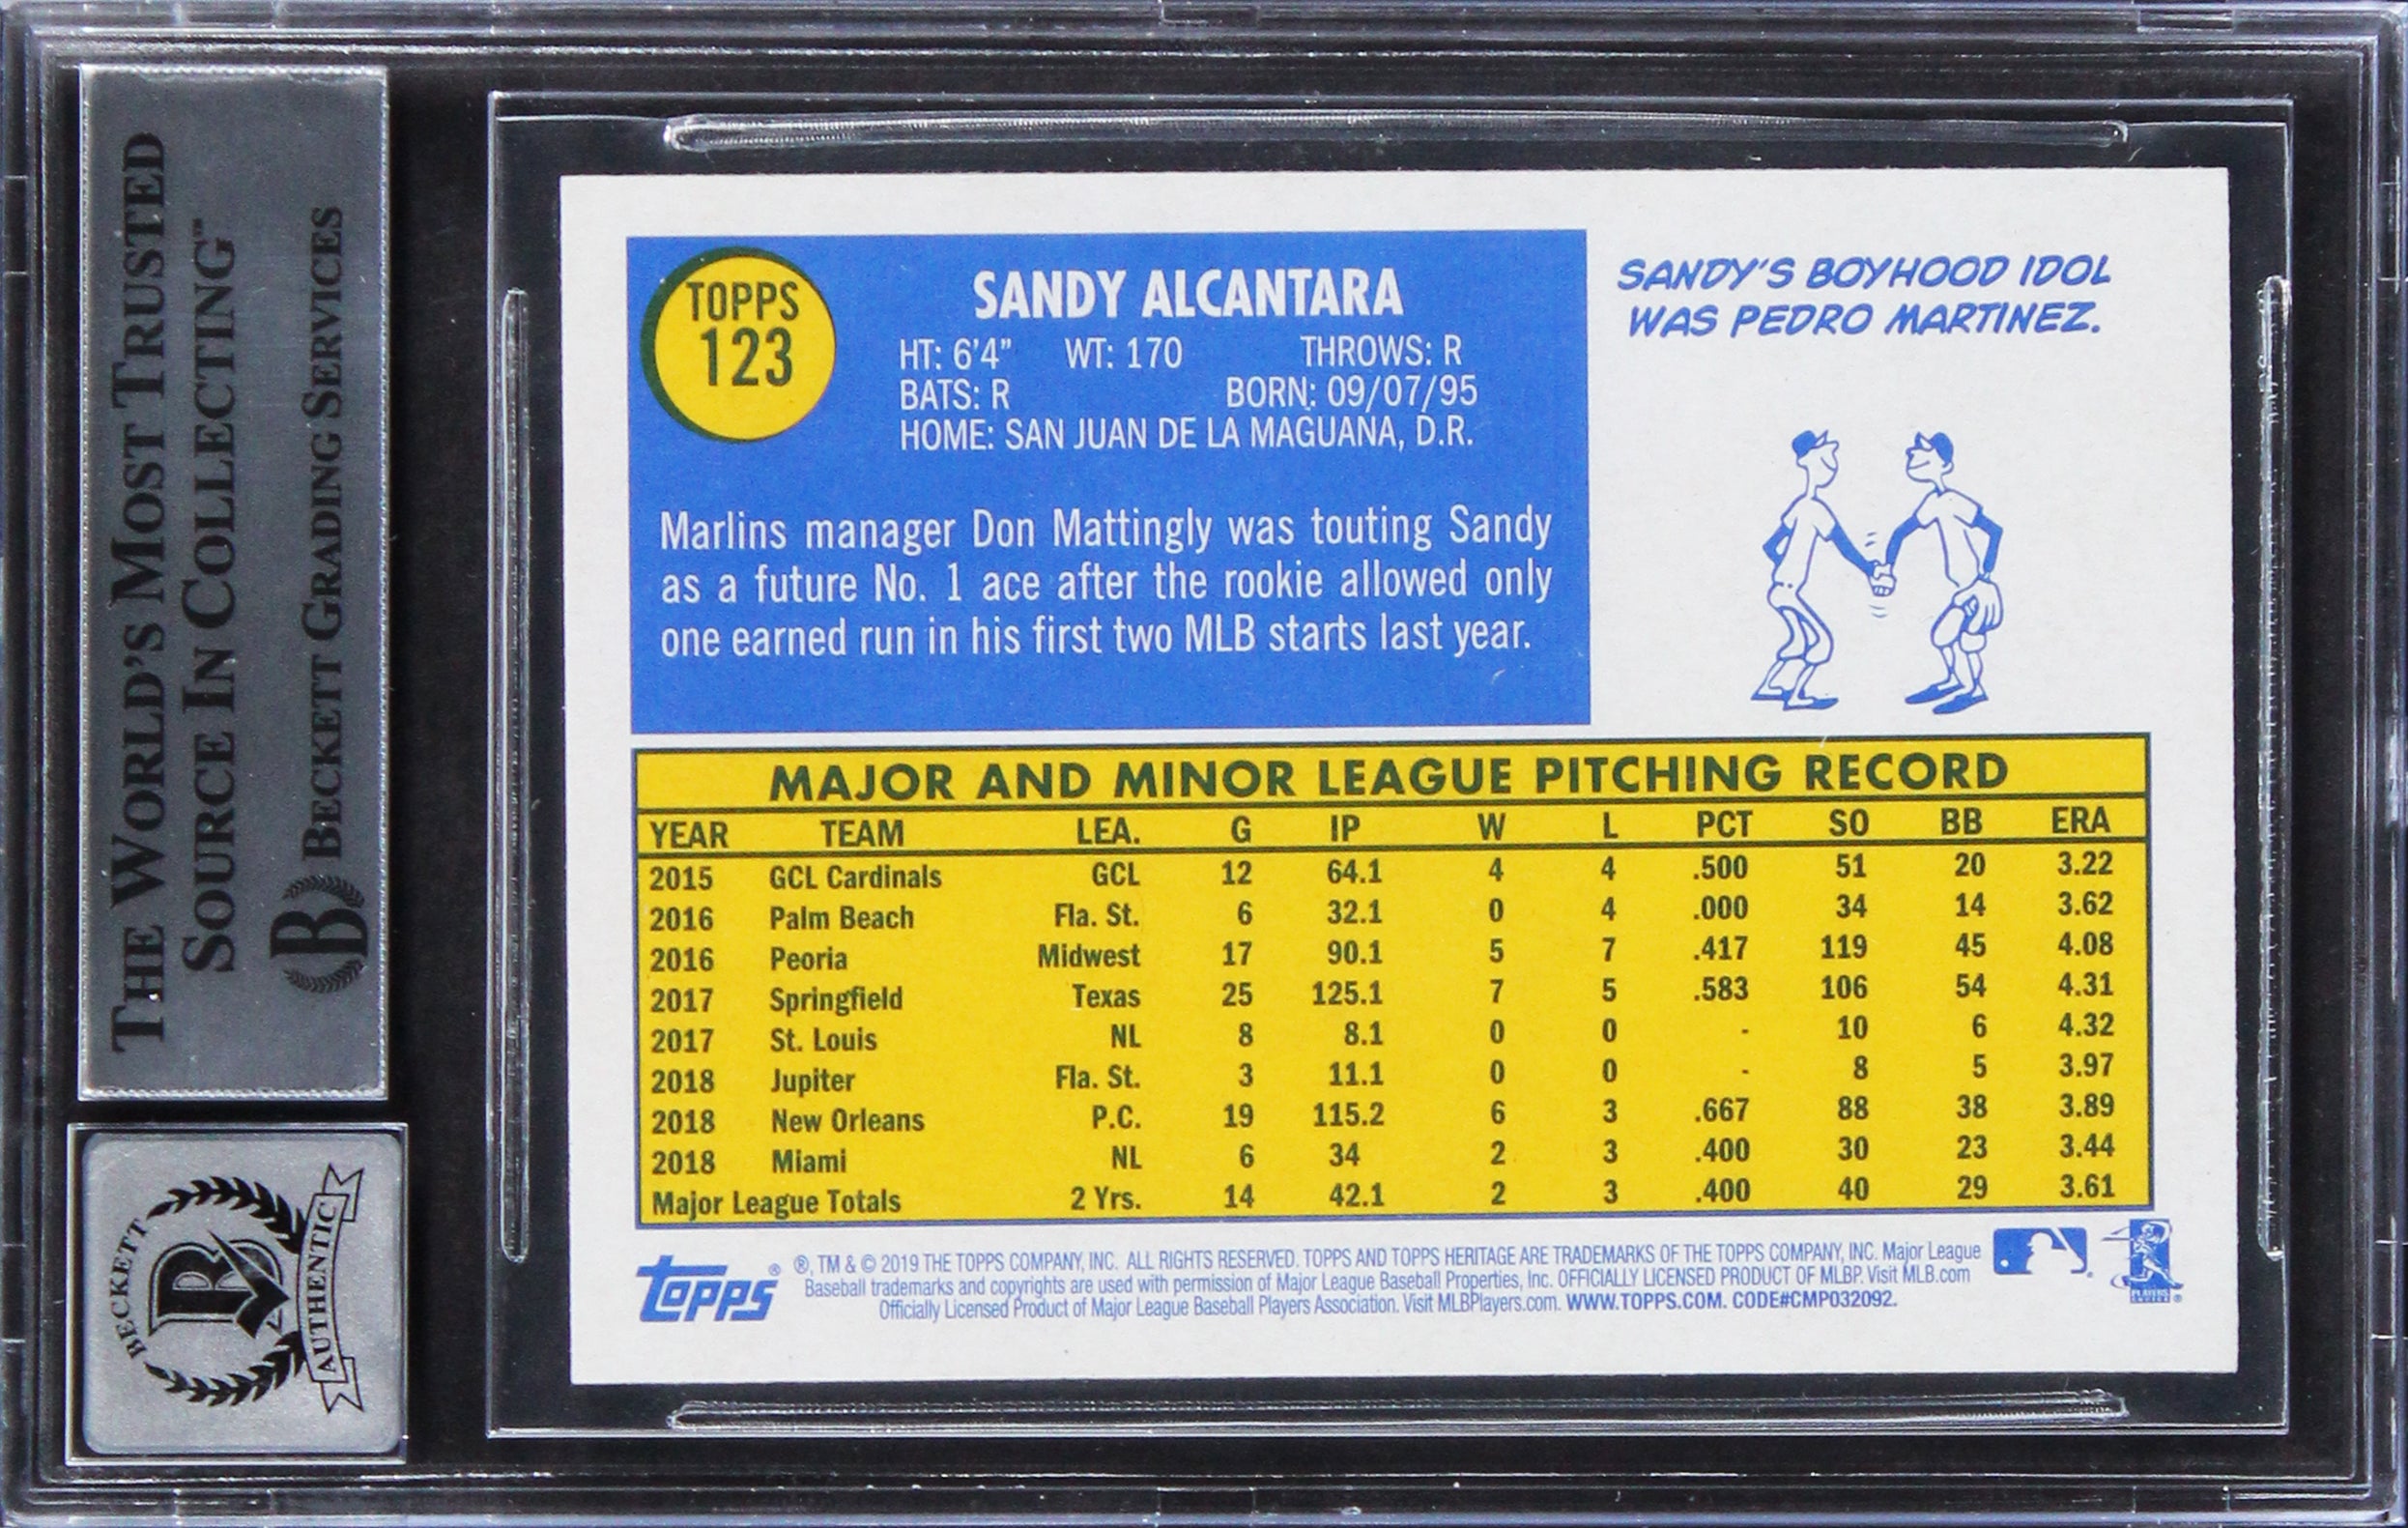 THE WORLD'S MOST TRUSTED
SOURCE IN COLLECTING™
BECKETT GRADING SERVICES
B
BECKETT
B
AUTHENTIC
TOPPS
123
SANDY ALCANTARA
HT: 6'4" WT: 170 THROWS: R
BATS: R BORN: 09/07/95
HOME: SAN JUAN DE LA MAGUANA, D.R.
Marlins manager Don Mattingly was touting Sandy
as a future No. 1 ace after the rookie allowed only
one earned run in his first two MLB starts last year.
SANDY'S BOYHOOD IDOL
WAS PEDRO MARTINEZ.
MAJOR AND MINOR LEAGUE PITCHING RECORD
YEAR TEAM LEA. G IP W L PCT SO BB ERA
2015 GCL Cardinals GCL 12 64.1 4 4 .500 51 20 3.22
2016 Palm Beach Fla. St. 6 32.1 0 4 .000 34 14 3.62
2016 Peoria Midwest 17 90.1 5 7 .417 119 45 4.08
2017 Springfield Texas 25 125.1 7 5 .583 106 54 4.31
2017 St. Louis NL 8 8.1 0 0 - 10 6 4.32
2018 Jupiter Fla. St. 3 11.1 0 0 - 8 5 3.97
2018 New Orleans P.C. 19 115.2 6 3 .667 88 38 3.89
2018 Miami NL 6 34 2 3 .400 30 23 3.44
Major League Totals 2 Yrs. 14 42.1 2 3 .400 40 29 3.61
topps®
®, TM & © 2019 THE TOPPS COMPANY, INC. ALL RIGHTS RESERVED. TOPPS AND TOPPS HERITAGE ARE TRADEMARKS OF THE TOPPS COMPANY, INC. Major League
Baseball trademarks and copyrights are used with permission of Major League Baseball Properties, Inc. OFFICIALLY LICENSED PRODUCT OF MLBP. Visit MLB.com
Officially Licensed Product of Major League Baseball Players Association. Visit MLBPlayers.com. WWW.TOPPS.COM. CODE#CMP032092.
PLAYERS
CHOICE ®